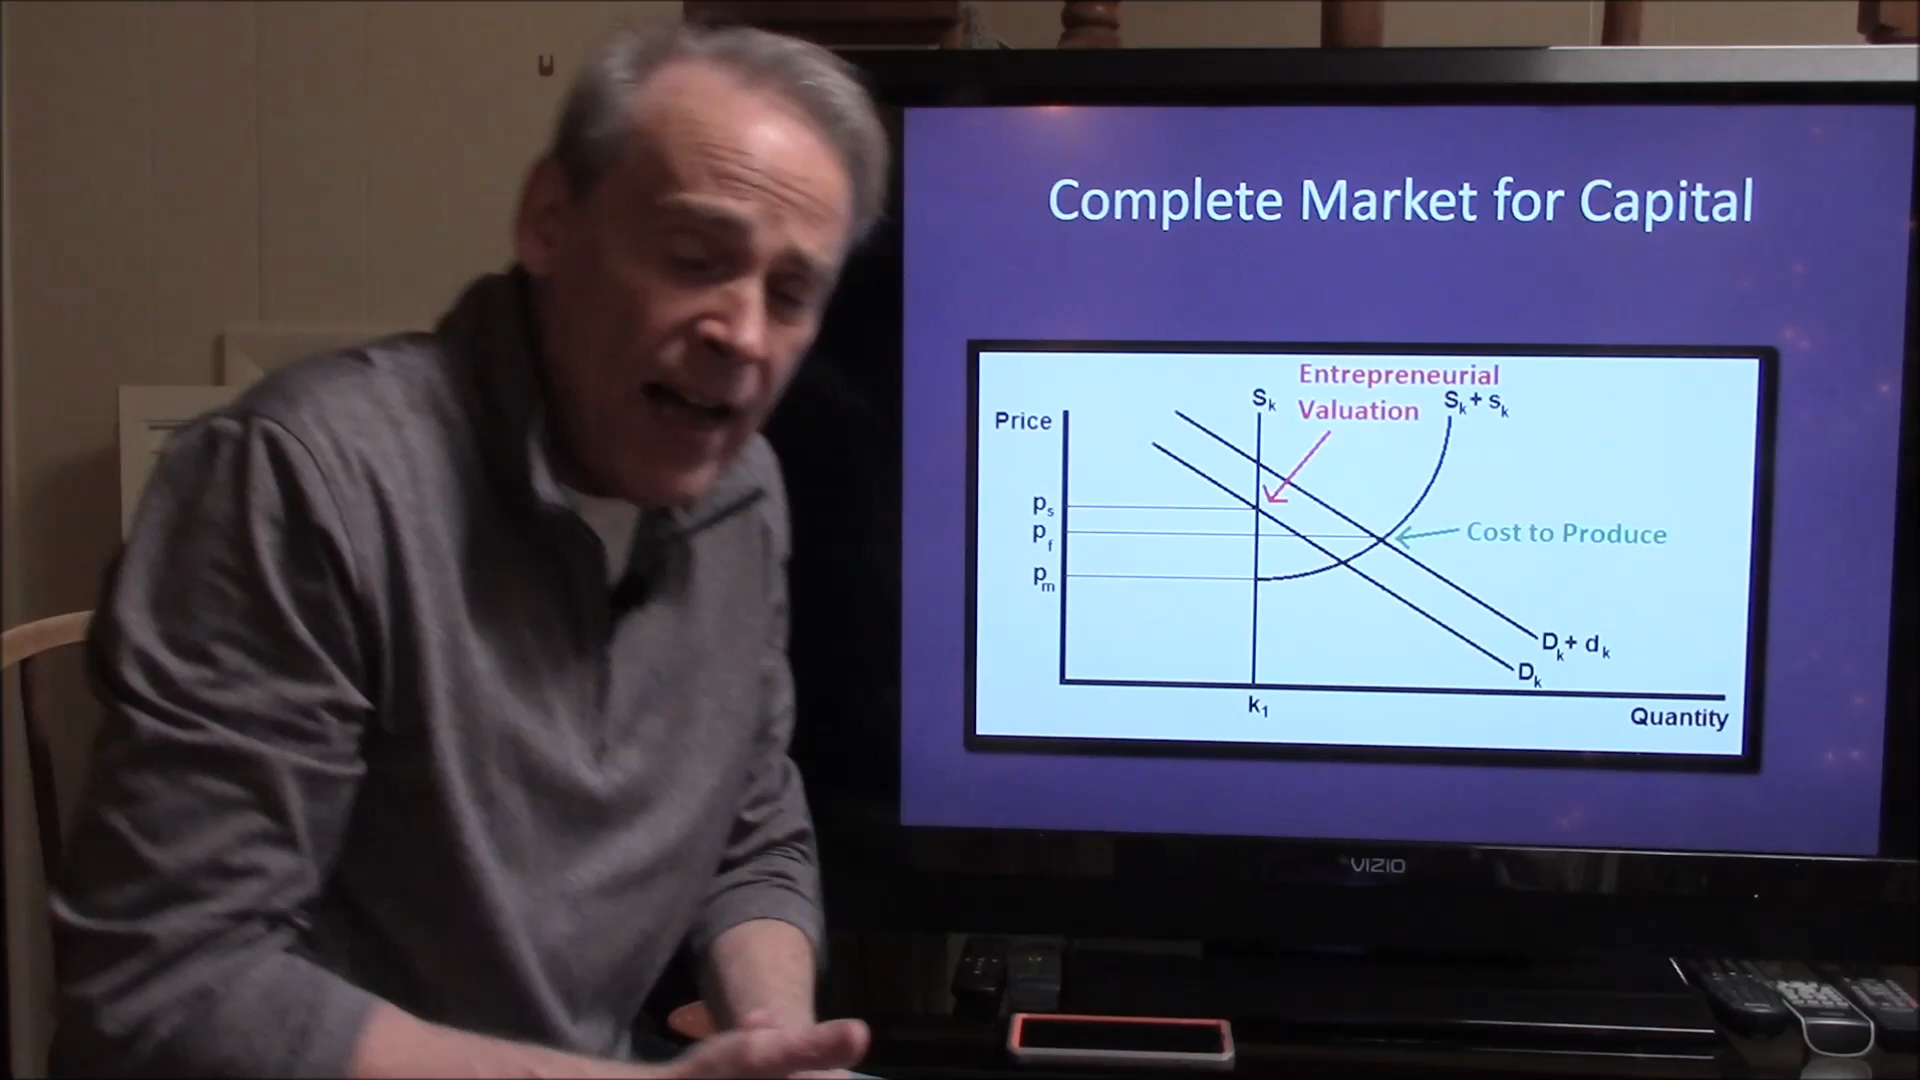 Complete Market for Capital
Entrepreneurial
Valuation
Sk
Sk + sk
Price
ps
pf
pm
Cost to Produce
Dk + dk
Dk
k1
Quantity
VIZIO